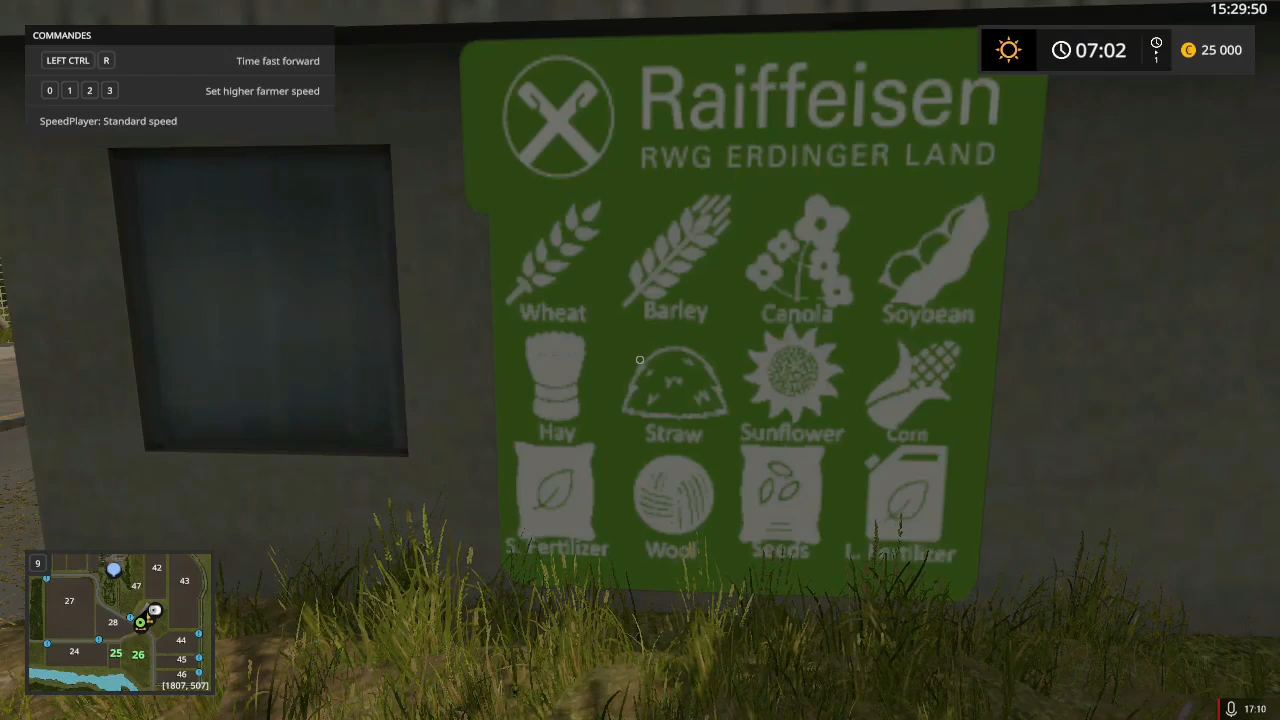 15:29:50
COMMANDES
LEFT CTRL R Time fast forward
0 1 2 3 Set higher farmer speed
SpeedPlayer: Standard speed
07:02
1
25 000
Raiffeisen
RWG ERDINGER LAND
Wheat Barley Canola Soybean
Hay Straw Sunflower Corn
S. Fertilizer Wool Seeds L. Fertilizer
9
42
47
43
27
28
44
24
25
26
45
46
[1807, 507]
17:10